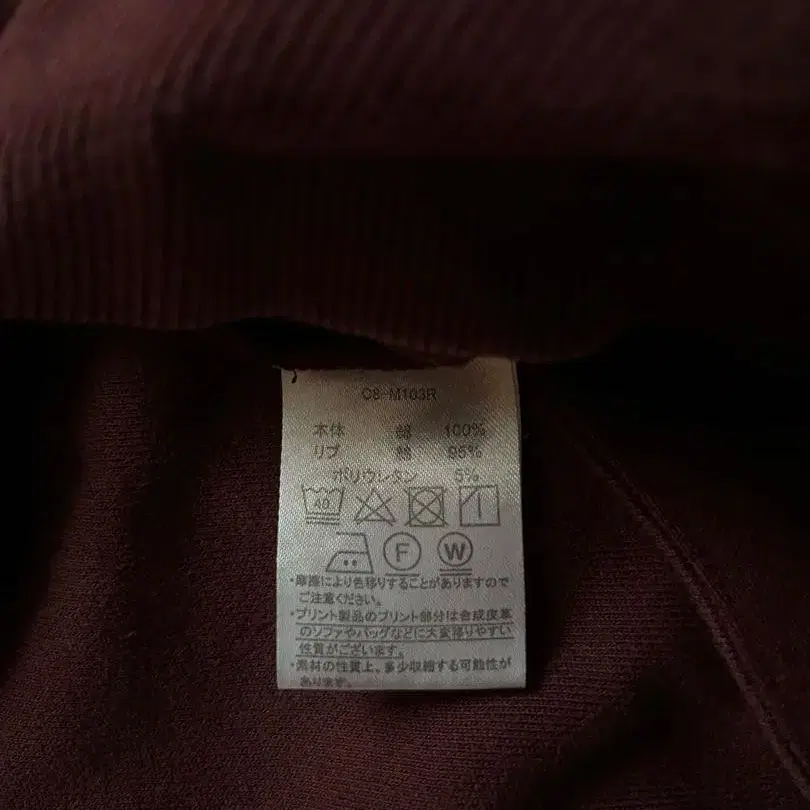 C8-M103R
本体 綿 100%
リブ 綿 95%
ポリウレタン 5%
40
F W
・摩擦により色移りすることがありますので
ご注意ください。
・プリント製品のプリント部分は合成皮革
のソファやバッグなどに大変移りやすい
性質がございます。
・素材の性質上、多少収縮する可能性が
あります。